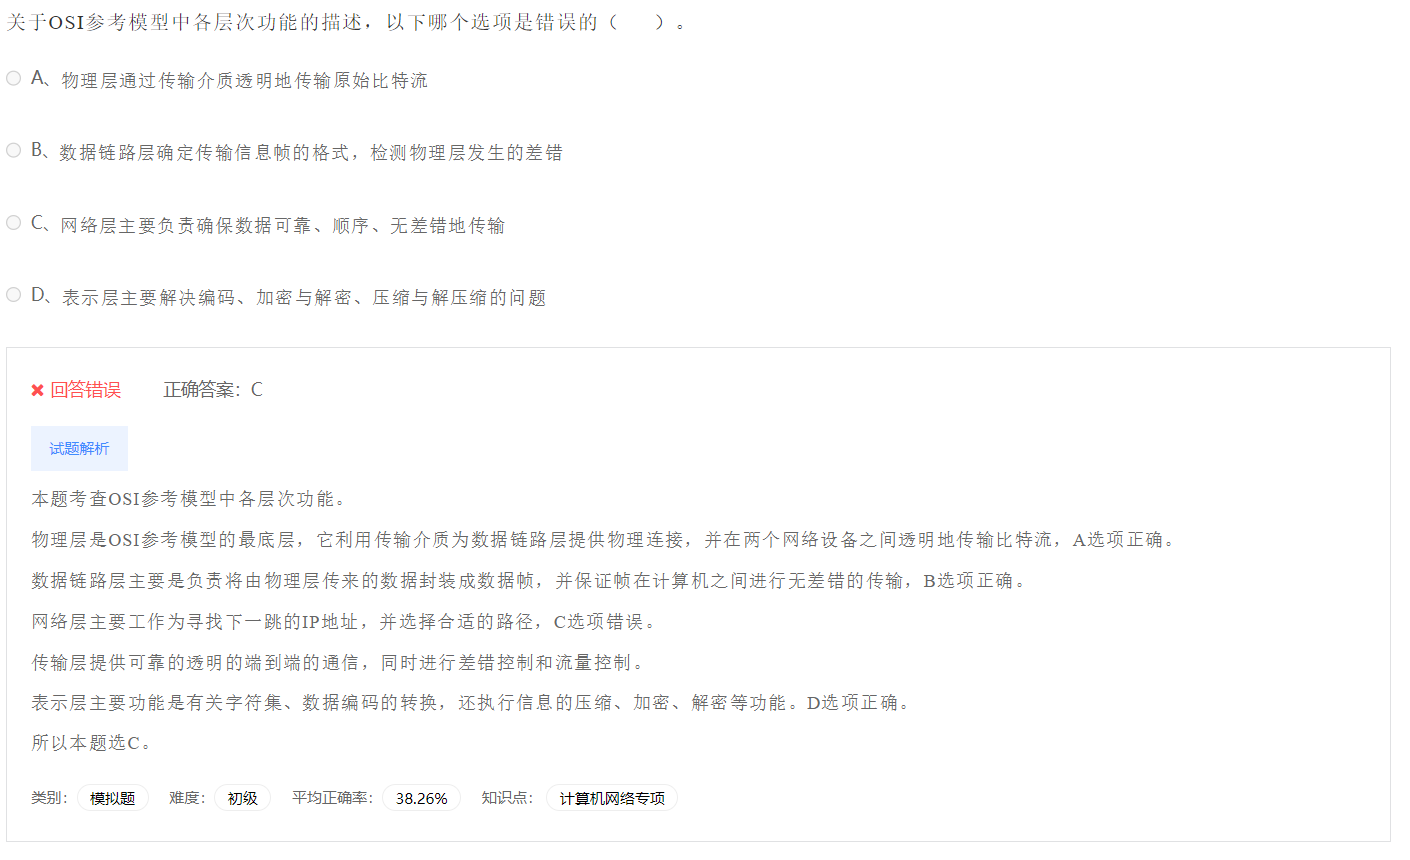 关于OSI参考模型中各层次功能的描述，以下哪个选项是错误的（　　）。
A、物理层通过传输介质透明地传输原始比特流
B、数据链路层确定传输信息帧的格式，检测物理层发生的差错
C、网络层主要负责确保数据可靠、顺序、无差错地传输
D、表示层主要解决编码、加密与解密、压缩与解压缩的问题
回答错误　　正确答案：C
试题解析
本题考查OSI参考模型中各层次功能。
物理层是OSI参考模型的最底层，它利用传输介质为数据链路层提供物理连接，并在两个网络设备之间透明地传输比特流，A选项正确。
数据链路层主要是负责将由物理层传来的数据封装成数据帧，并保证帧在计算机之间进行无差错的传输，B选项正确。
网络层主要工作为寻找下一跳的IP地址，并选择合适的路径，C选项错误。
传输层提供可靠的透明的端到端的通信，同时进行差错控制和流量控制。
表示层主要功能是有关字符集、数据编码的转换，还执行信息的压缩、加密、解密等功能。D选项正确。
所以本题选C。
类别： 模拟题 难度： 初级 平均正确率： 38.26% 知识点： 计算机网络专项